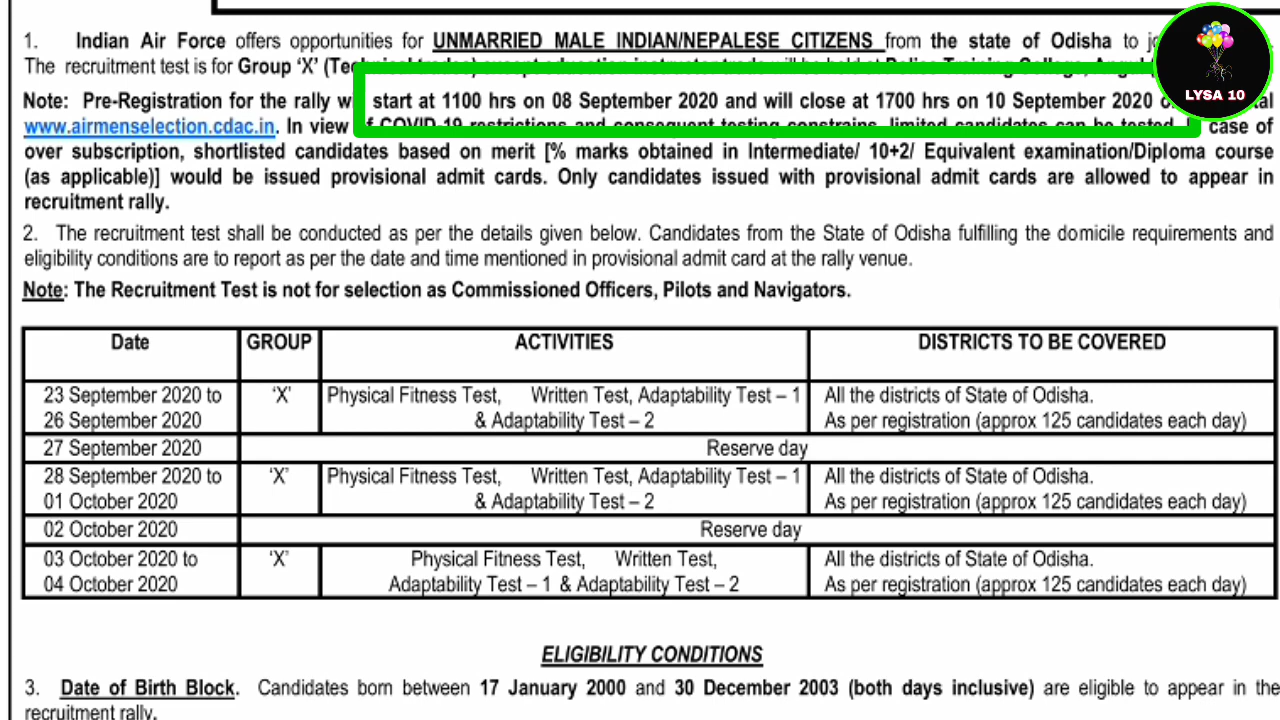 1. Indian Air Force offers opportunities for UNMARRIED MALE INDIAN/NEPALESE CITIZENS from the state of Odisha to
LYSA 10
The recruitment test is for Group ‘X’
Note: Pre-Registration for the rally start at 1100 hrs on 08 September 2020 and will close at 1700 hrs on 10 September 2020
www.airmenselection.cdac.in. In view of COVID-19 restrictions and consequent testing constrains, limited candidates can be tested. case of
over subscription, shortlisted candidates based on merit [% marks obtained in Intermediate/ 10+2/ Equivalent examination/Diploma course
(as applicable)] would be issued provisional admit cards. Only candidates issued with provisional admit cards are allowed to appear in
recruitment rally.
2. The recruitment test shall be conducted as per the details given below. Candidates from the State of Odisha fulfilling the domicile requirements and
eligibility conditions are to report as per the date and time mentioned in provisional admit card at the rally venue.
Note: The Recruitment Test is not for selection as Commissioned Officers, Pilots and Navigators.
Date GROUP ACTIVITIES DISTRICTS TO BE COVERED
23 September 2020 to ‘X’ Physical Fitness Test, Written Test, Adaptability Test – 1 All the districts of State of Odisha.
26 September 2020 & Adaptability Test – 2 As per registration (approx 125 candidates each day)
27 September 2020 Reserve day
28 September 2020 to ‘X’ Physical Fitness Test, Written Test, Adaptability Test – 1 All the districts of State of Odisha.
01 October 2020 & Adaptability Test – 2 As per registration (approx 125 candidates each day)
02 October 2020 Reserve day
03 October 2020 to ‘X’ Physical Fitness Test, Written Test, All the districts of State of Odisha.
04 October 2020 Adaptability Test – 1 & Adaptability Test – 2 As per registration (approx 125 candidates each day)
ELIGIBILITY CONDITIONS
3. Date of Birth Block. Candidates born between 17 January 2000 and 30 December 2003 (both days inclusive) are eligible to appear in the
recruitment rally.